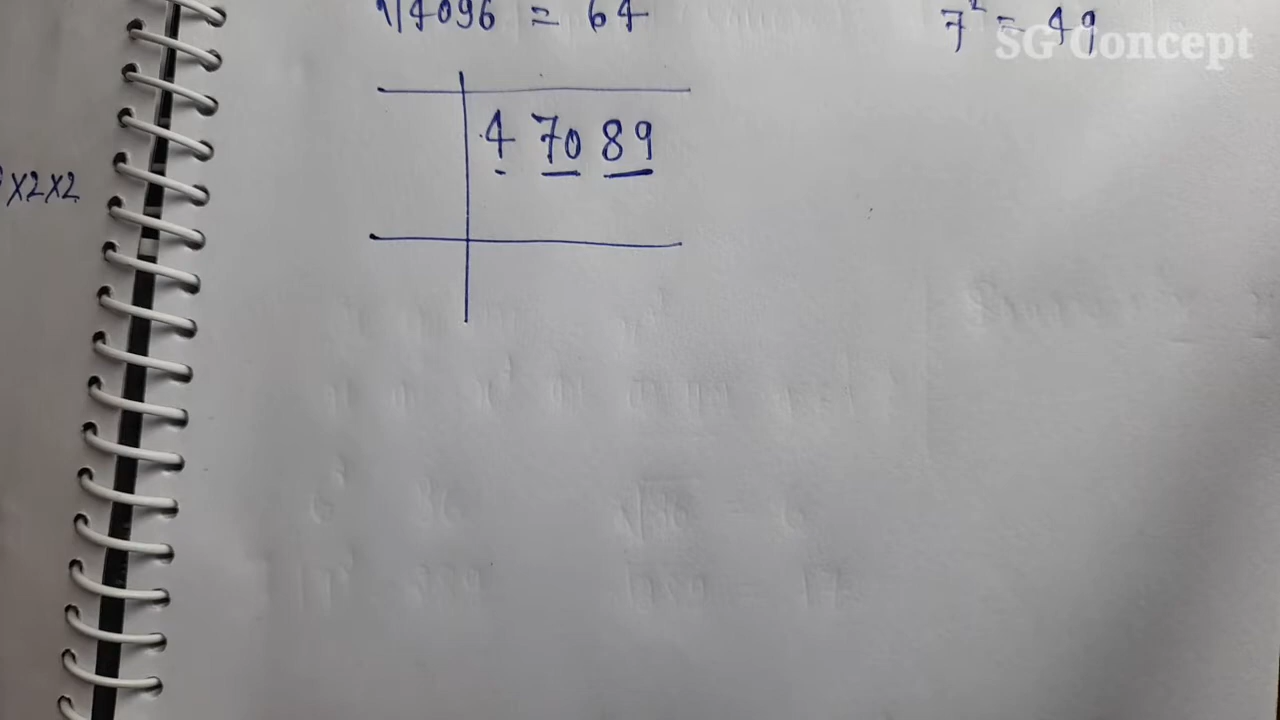 √4096 = 64
7² = 49
SG Concept
4 70 89
x2x2